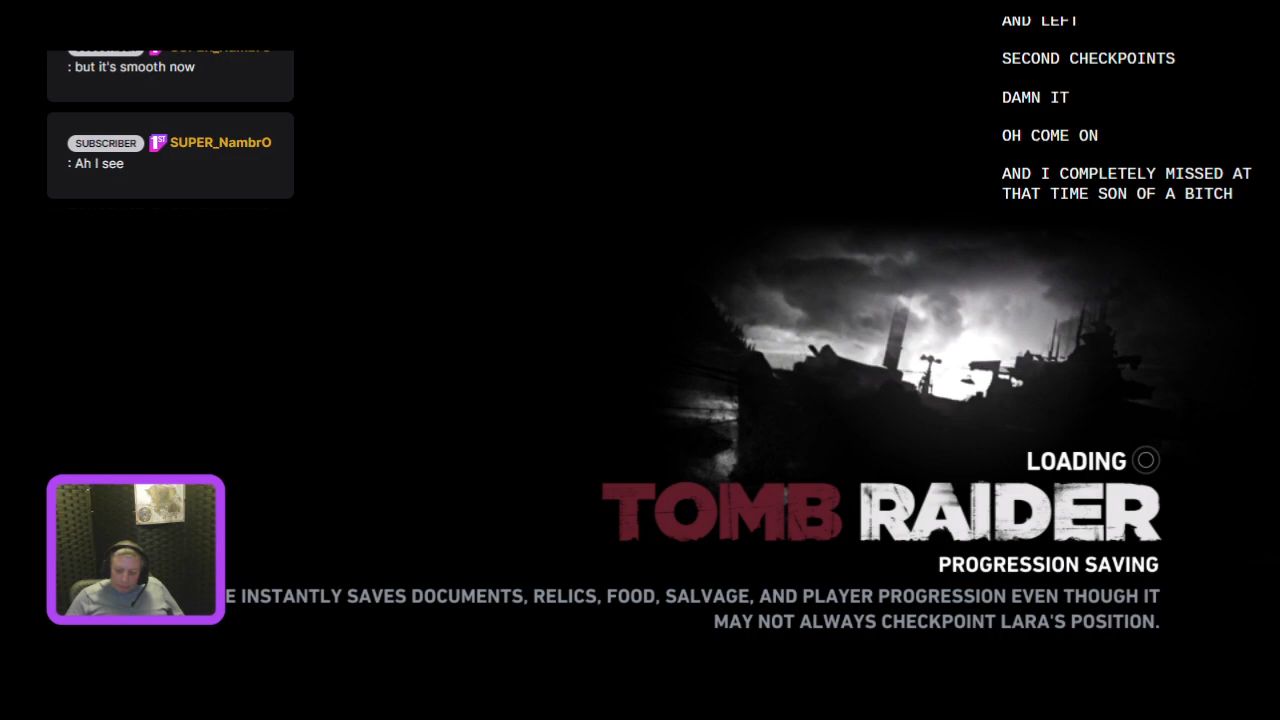 : but it's smooth now
SUBSCRIBER 1ST SUPER_NambrO
: Ah I see
AND LEFT
SECOND CHECKPOINTS
DAMN IT
OH COME ON
AND I COMPLETELY MISSED AT
THAT TIME SON OF A BITCH
LOADING
TOMB RAIDER
PROGRESSION SAVING
INSTANTLY SAVES DOCUMENTS, RELICS, FOOD, SALVAGE, AND PLAYER PROGRESSION EVEN THOUGH IT
MAY NOT ALWAYS CHECKPOINT LARA'S POSITION.